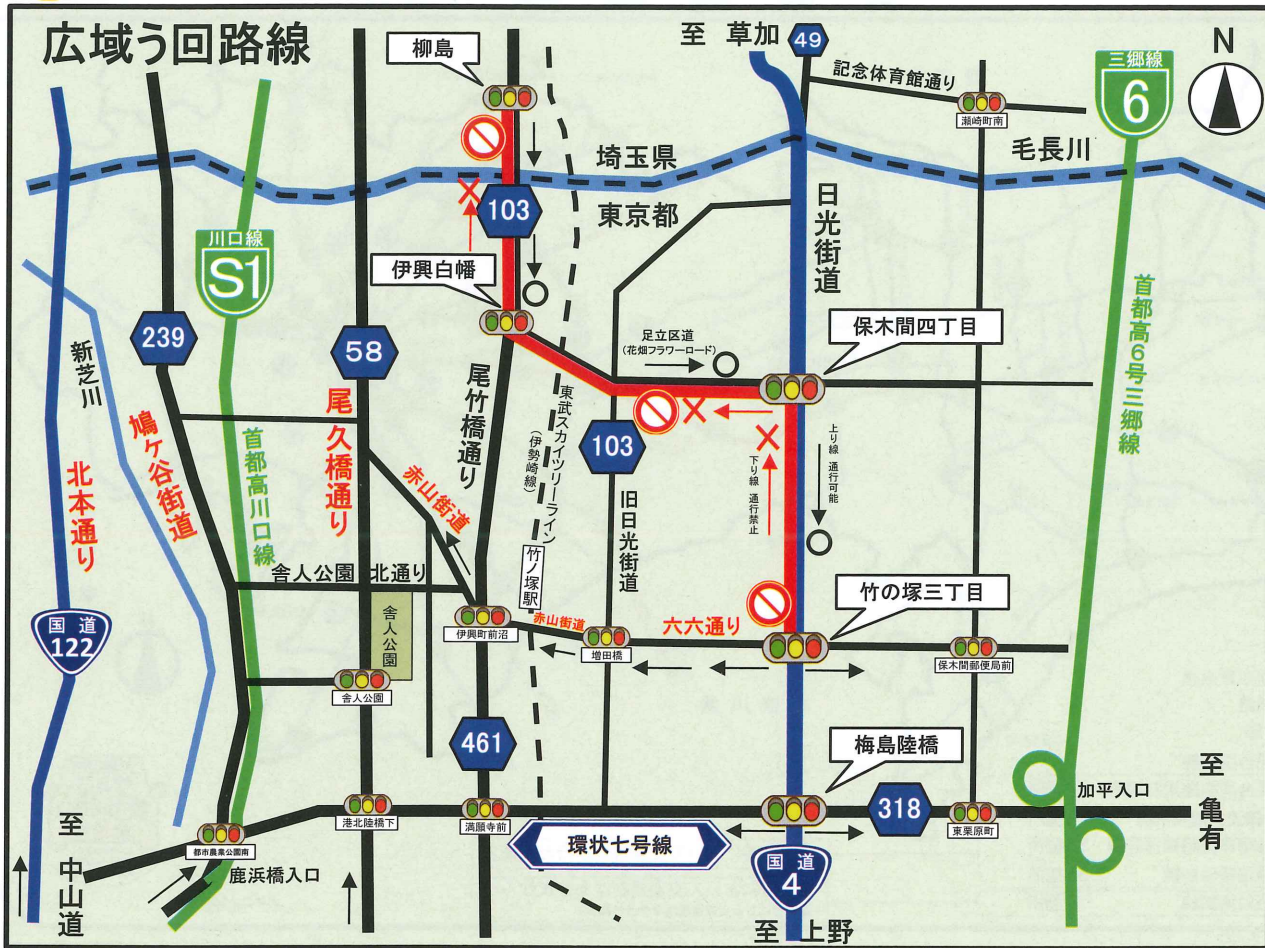 広域う回路線
柳島
至 草加
49
記念体育館通り
瀬崎町南
三郷線
6
N
埼玉県
毛長川
東京都
103
伊興白幡
川口線
S1
日光街道
239
58
新芝川
尾竹橋通り
東武スカイツリーライン
(伊勢崎線)
足立区道
(花畑フラワーロード)
保木間四丁目
首都高6号三郷線
北本通り
鳩ヶ谷街道
首都高川口線
尾久橋通り
赤山街道
103
旧日光街道
下り線 通行禁止
上り線 通行可能
舎人公園北通り
竹ノ塚駅
竹の塚三丁目
国道
122
舎人公園
伊興町前沼
赤山街道
増田橋
六六通り
保木間郵便局前
舎人公園
461
梅島陸橋
至 中山道
都市農業公園南
鹿浜橋入口
港北陸橋下
満願寺前
環状七号線
318
東栗原町
加平入口
至 亀有
国道
4
至 上野